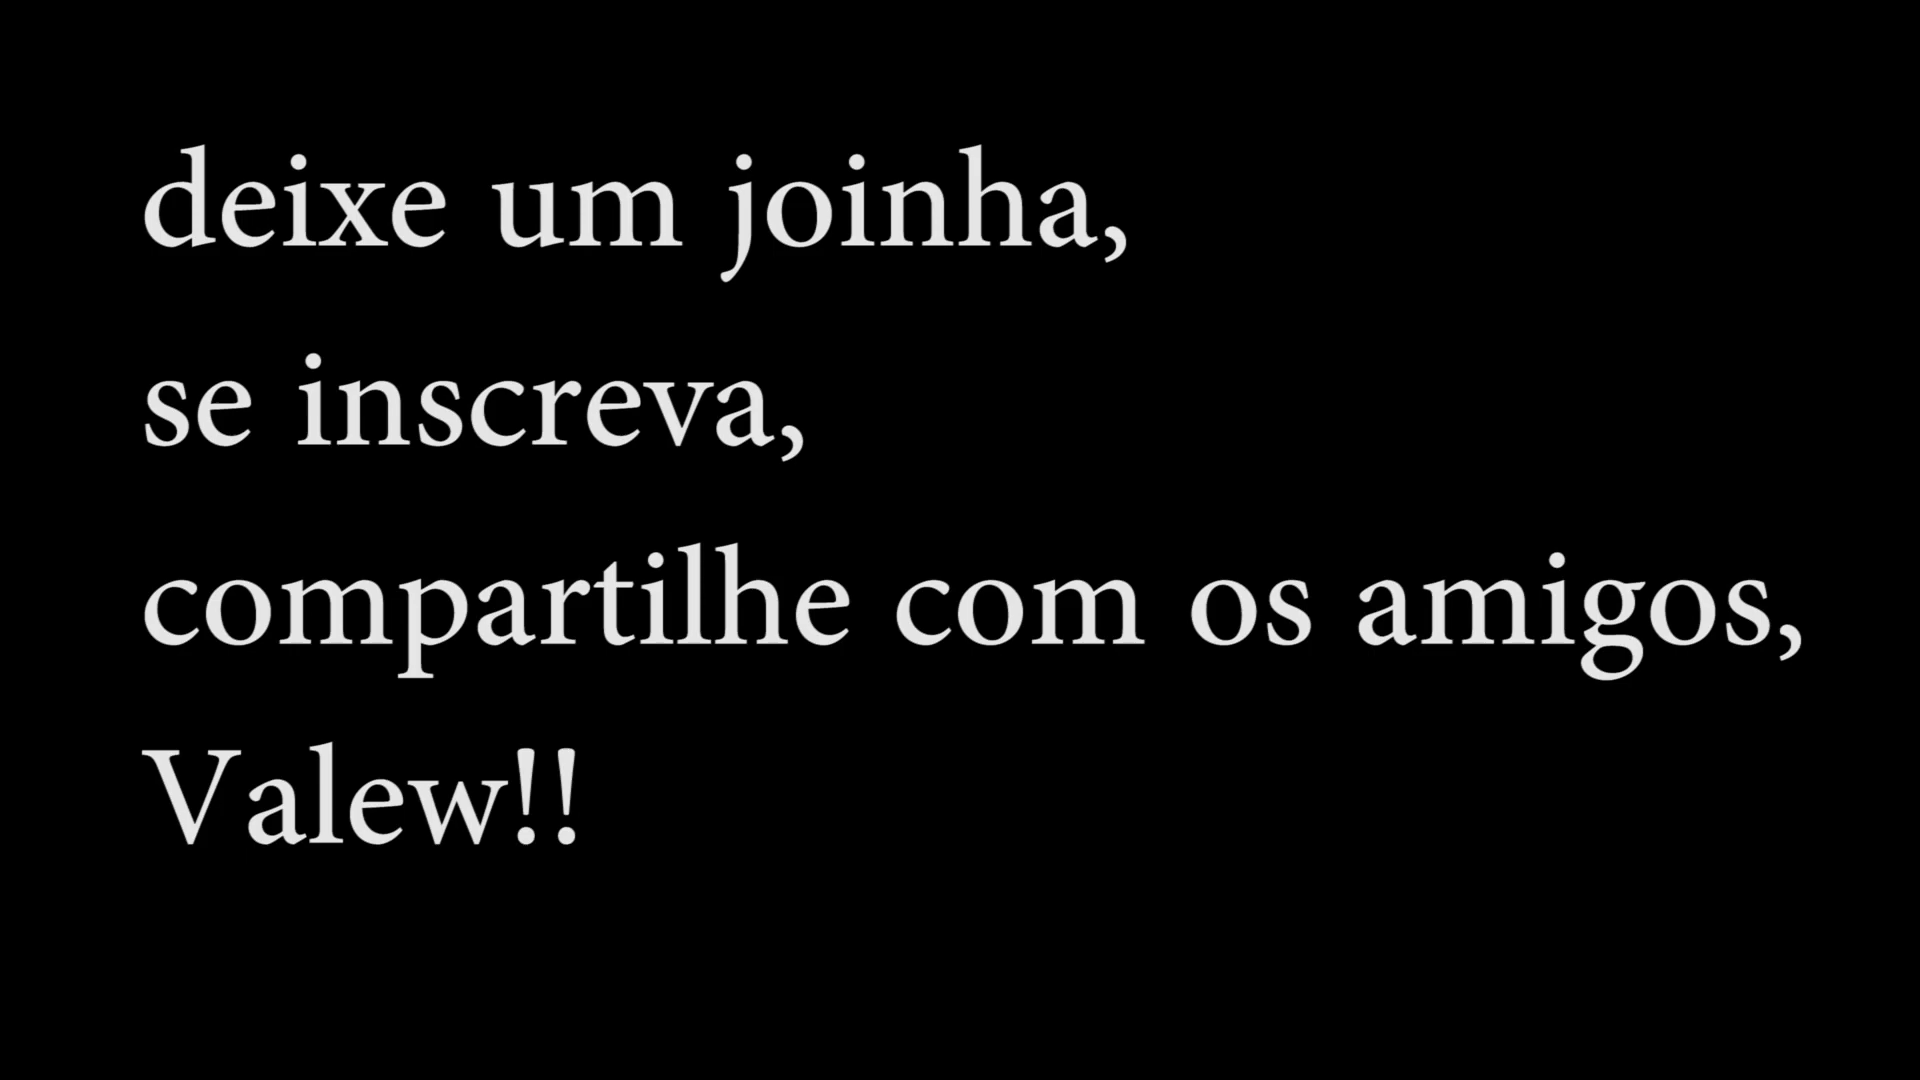 deixe um joinha,
se inscreva,
compartilhe com os amigos,
Valew!!